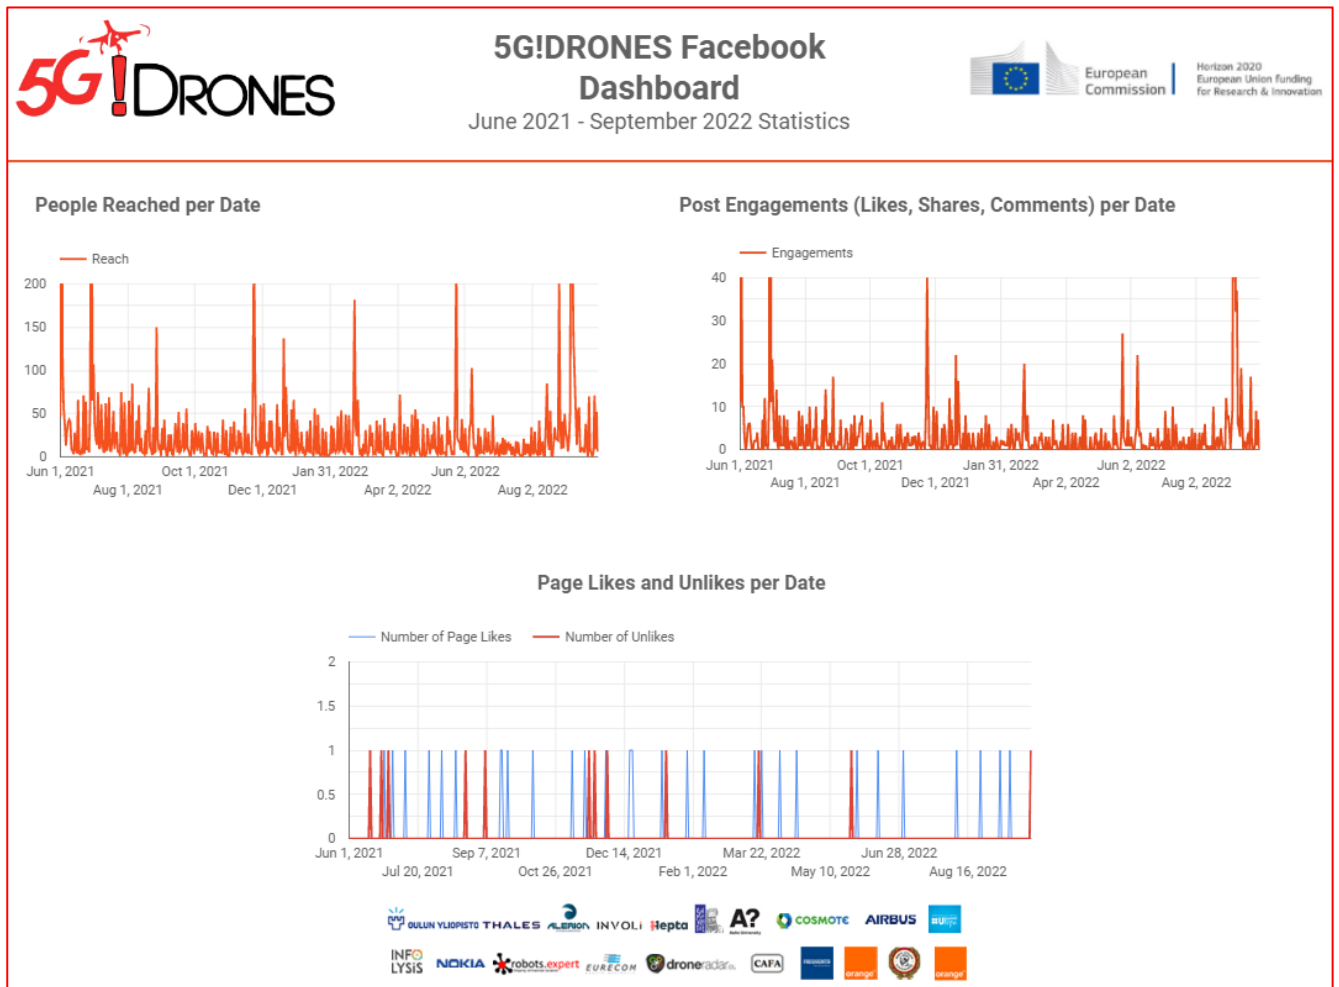 5G!DRONES
5G!DRONES Facebook
Dashboard
June 2021 - September 2022 Statistics
European
Commission
Horizon 2020
European Union Funding
for Research & Innovation
People Reached per Date
Reach
200
150
100
50
0
Jun 1, 2021
Aug 1, 2021
Oct 1, 2021
Dec 1, 2021
Jan 31, 2022
Apr 2, 2022
Jun 2, 2022
Aug 2, 2022
Post Engagements (Likes, Shares, Comments) per Date
Engagements
40
30
20
10
0
Jun 1, 2021
Aug 1, 2021
Oct 1, 2021
Dec 1, 2021
Jan 31, 2022
Apr 2, 2022
Jun 2, 2022
Aug 2, 2022
Page Likes and Unlikes per Date
Number of Page Likes
Number of Unlikes
2
1.5
1
0.5
0
Jun 1, 2021
Jul 20, 2021
Sep 7, 2021
Oct 26, 2021
Dec 14, 2021
Feb 1, 2022
Mar 22, 2022
May 10, 2022
Jun 28, 2022
Aug 16, 2022
OULUN YLIOPISTO
THALES
ALERION
INVOLI
Hepta
A?
Aalto University
COSMOTE
AIRBUS
INFO
LYSiS
NOKIA
robots.expert
EURECOM
droneradar
CAFA
FREQUENTIS
orange
orange